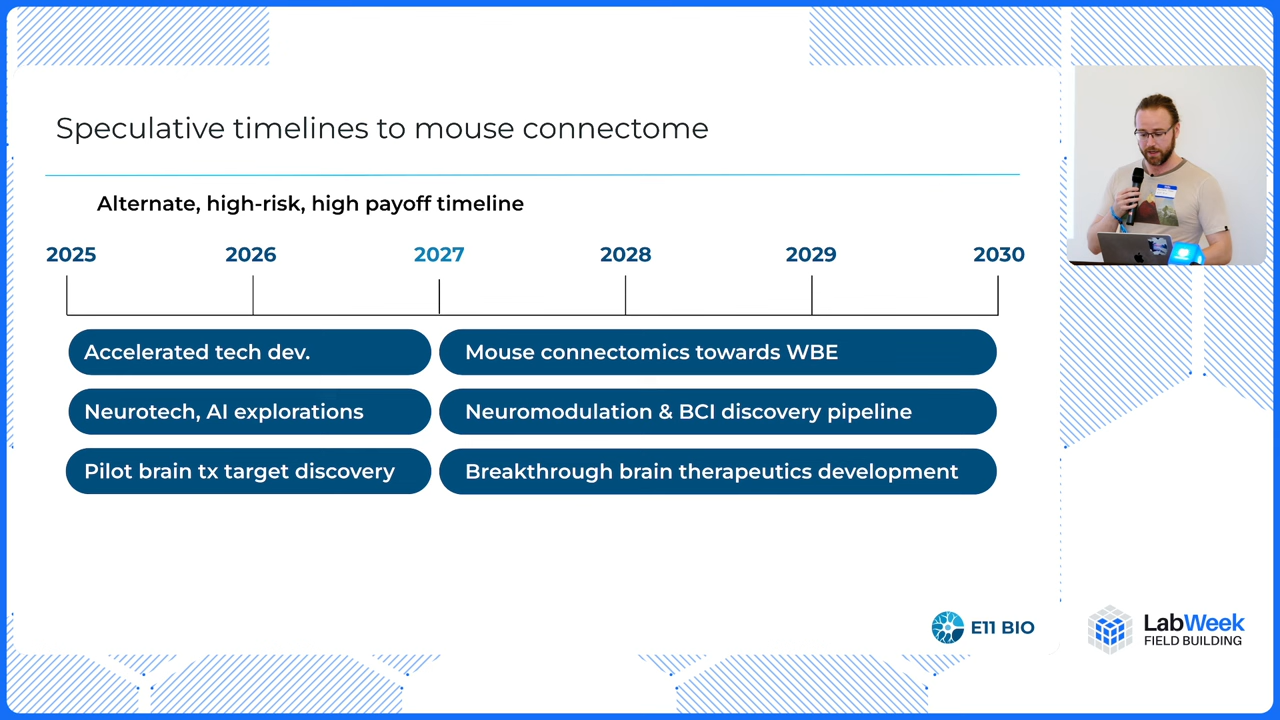 Speculative timelines to mouse connectome
Alternate, high-risk, high payoff timeline
2025 2026 2027 2028 2029 2030
Accelerated tech dev. Mouse connectomics towards WBE
Neurotech, AI explorations Neuromodulation & BCI discovery pipeline
Pilot brain tx target discovery Breakthrough brain therapeutics development
E11 BIO
LabWeek
FIELD BUILDING